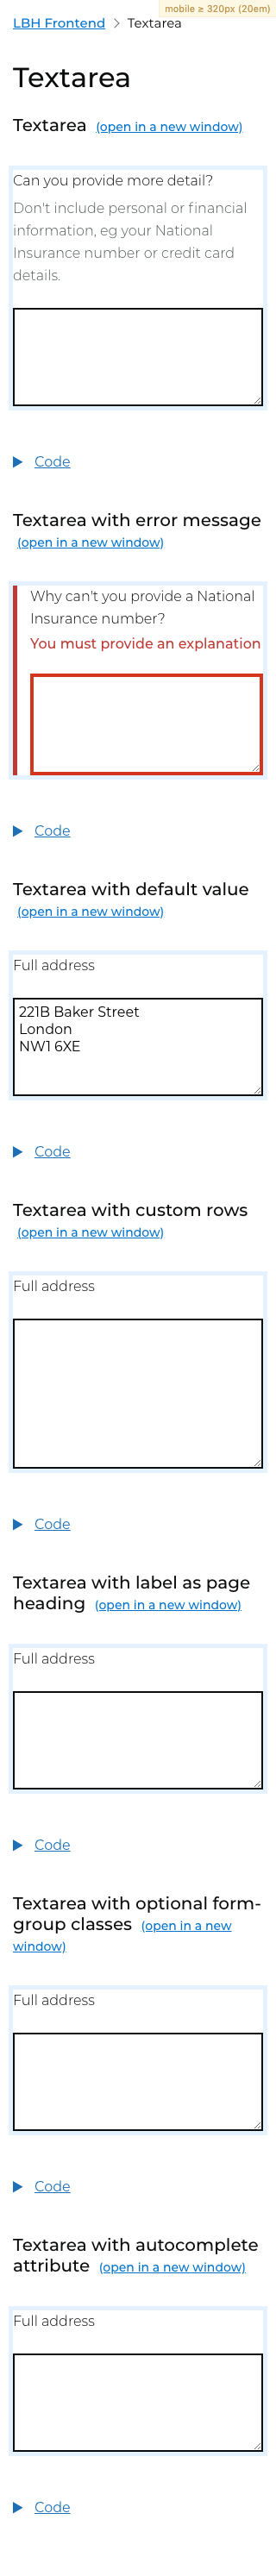 mobile ≥ 320px (20em)
LBH Frontend > Textarea
Textarea
Textarea (open in a new window)
Can you provide more detail?
Don't include personal or financial
information, eg your National
Insurance number or credit card
details.
Code
Textarea with error message
(open in a new window)
Why can't you provide a National
Insurance number?
You must provide an explanation
Code
Textarea with default value
(open in a new window)
Full address
221B Baker Street
London
NW1 6XE
Code
Textarea with custom rows
(open in a new window)
Full address
Code
Textarea with label as page
heading (open in a new window)
Full address
Code
Textarea with optional form-
group classes (open in a new
window)
Full address
Code
Textarea with autocomplete
attribute (open in a new window)
Full address
Code